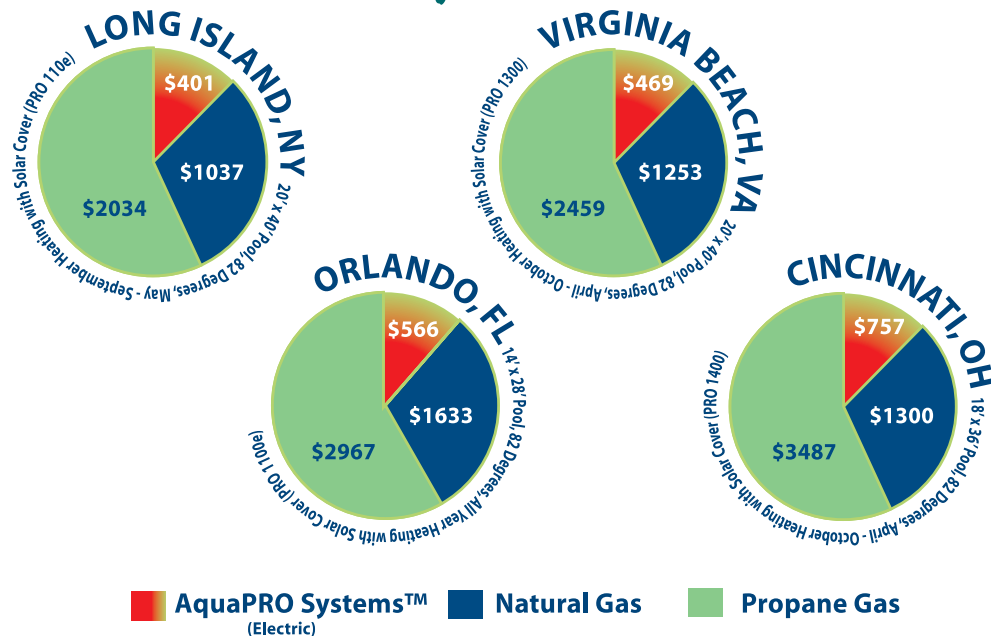 LONG ISLAND, NY
20' x 40' Pool, 82 Degrees, May - September Heating with Solar Cover (PRO 110e)
$401
$1037
$2034
VIRGINIA BEACH, VA
20' x 40' Pool, 82 Degrees, April - October Heating with Solar Cover (PRO 1300)
$469
$1253
$2459
ORLANDO, FL
14' x 28' Pool, 82 Degrees, All Year Heating with Solar Cover (PRO 1100e)
$566
$1633
$2967
CINCINNATI, OH
18' x 36' Pool, 82 Degrees, April - October Heating with Solar Cover (PRO 1400)
$757
$1300
$3487
AquaPRO Systems™
(Electric)
Natural Gas
Propane Gas